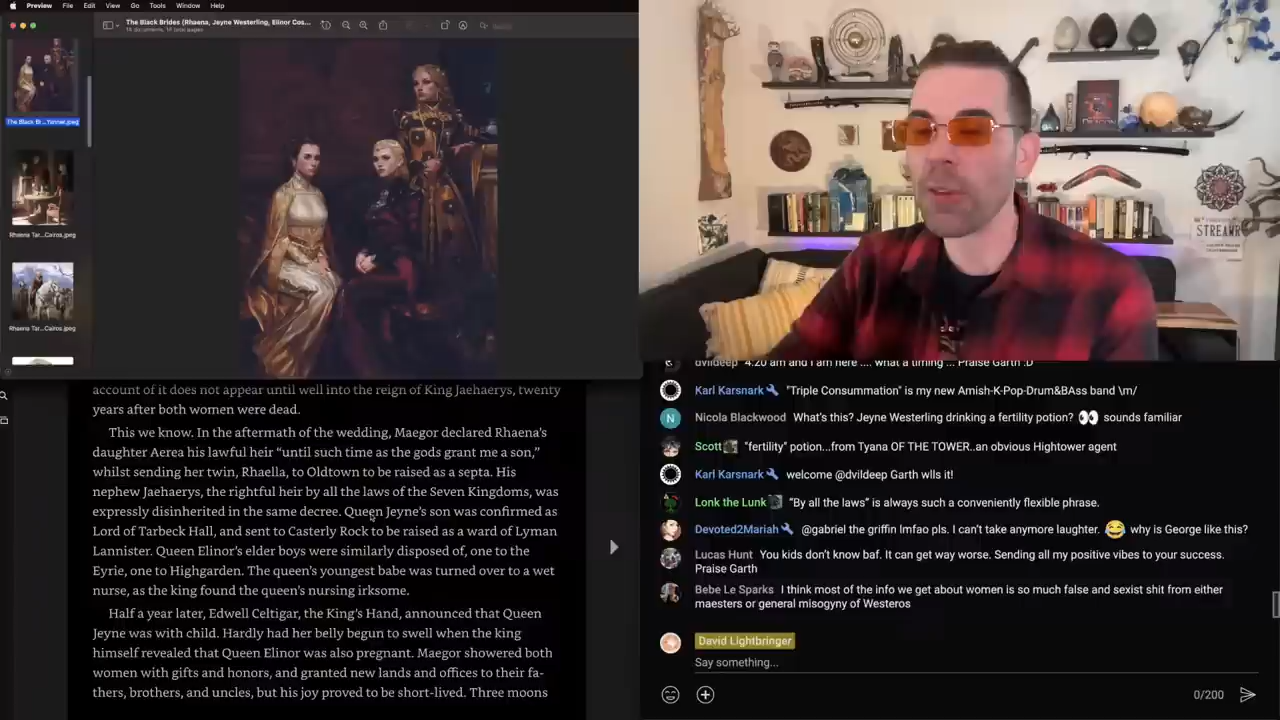 Preview File Edit View Go Tools Window Help
The Black Brides (Rhaena, Jeyne Westerling, Elinor Cos...
The Black Bi...Yannel.jpeg
Rhaena Tar...Cairos.jpeg
Rhaena Tar...Cairos.jpeg
account of it does not appear until well into the reign of King Jaehaerys, twenty
years after both women were dead.
This we know. In the aftermath of the wedding, Maegor declared Rhaena's
daughter Aerea his lawful heir “until such time as the gods grant me a son,”
whilst sending her twin, Rhaella, to Oldtown to be raised as a septa. His
nephew Jaehaerys, the rightful heir by all the laws of the Seven Kingdoms, was
expressly disinherited in the same decree. Queen Jeyne's son was confirmed as
Lord of Tarbeck Hall, and sent to Casterly Rock to be raised as a ward of Lyman
Lannister. Queen Elinor's elder boys were similarly disposed of, one to the
Eyrie, one to Highgarden. The queen's youngest babe was turned over to a wet
nurse, as the king found the queen's nursing irksome.
Half a year later, Edwell Celtigar, the King's Hand, announced that Queen
Jeyne was with child. Hardly had her belly begun to swell when the king
himself revealed that Queen Elinor was also pregnant. Maegor showered both
women with gifts and honors, and granted new lands and offices to their fa-
thers, brothers, and uncles, but his joy proved to be short-lived. Three moons
DRAGON
STREAMR
dvildeep 4:20 am and I am here .... what a timing ... Praise Garth :D
Karl Karsnark "Triple Consummation" is my new Amish-K-Pop-Drum&BAss band \m/
N
Nicola Blackwood What's this? Jeyne Westerling drinking a fertility potion? 👀 sounds familiar
Scott "fertility" potion...from Tyana OF THE TOWER..an obvious Hightower agent
Karl Karsnark welcome @dvildeep Garth wlls it!
Lonk the Lunk “By all the laws” is always such a conveniently flexible phrase.
Devoted2Mariah @gabriel the griffin lmfao pls. I can't take anymore laughter. 😂 why is George like this?
Lucas Hunt You kids don't know baf. It can get way worse. Sending all my positive vibes to your success.
Praise Garth
Bebe Le Sparks I think most of the info we get about women is so much false and sexist shit from either
maesters or general misogyny of Westeros
David Lightbringer
Say something...
0/200